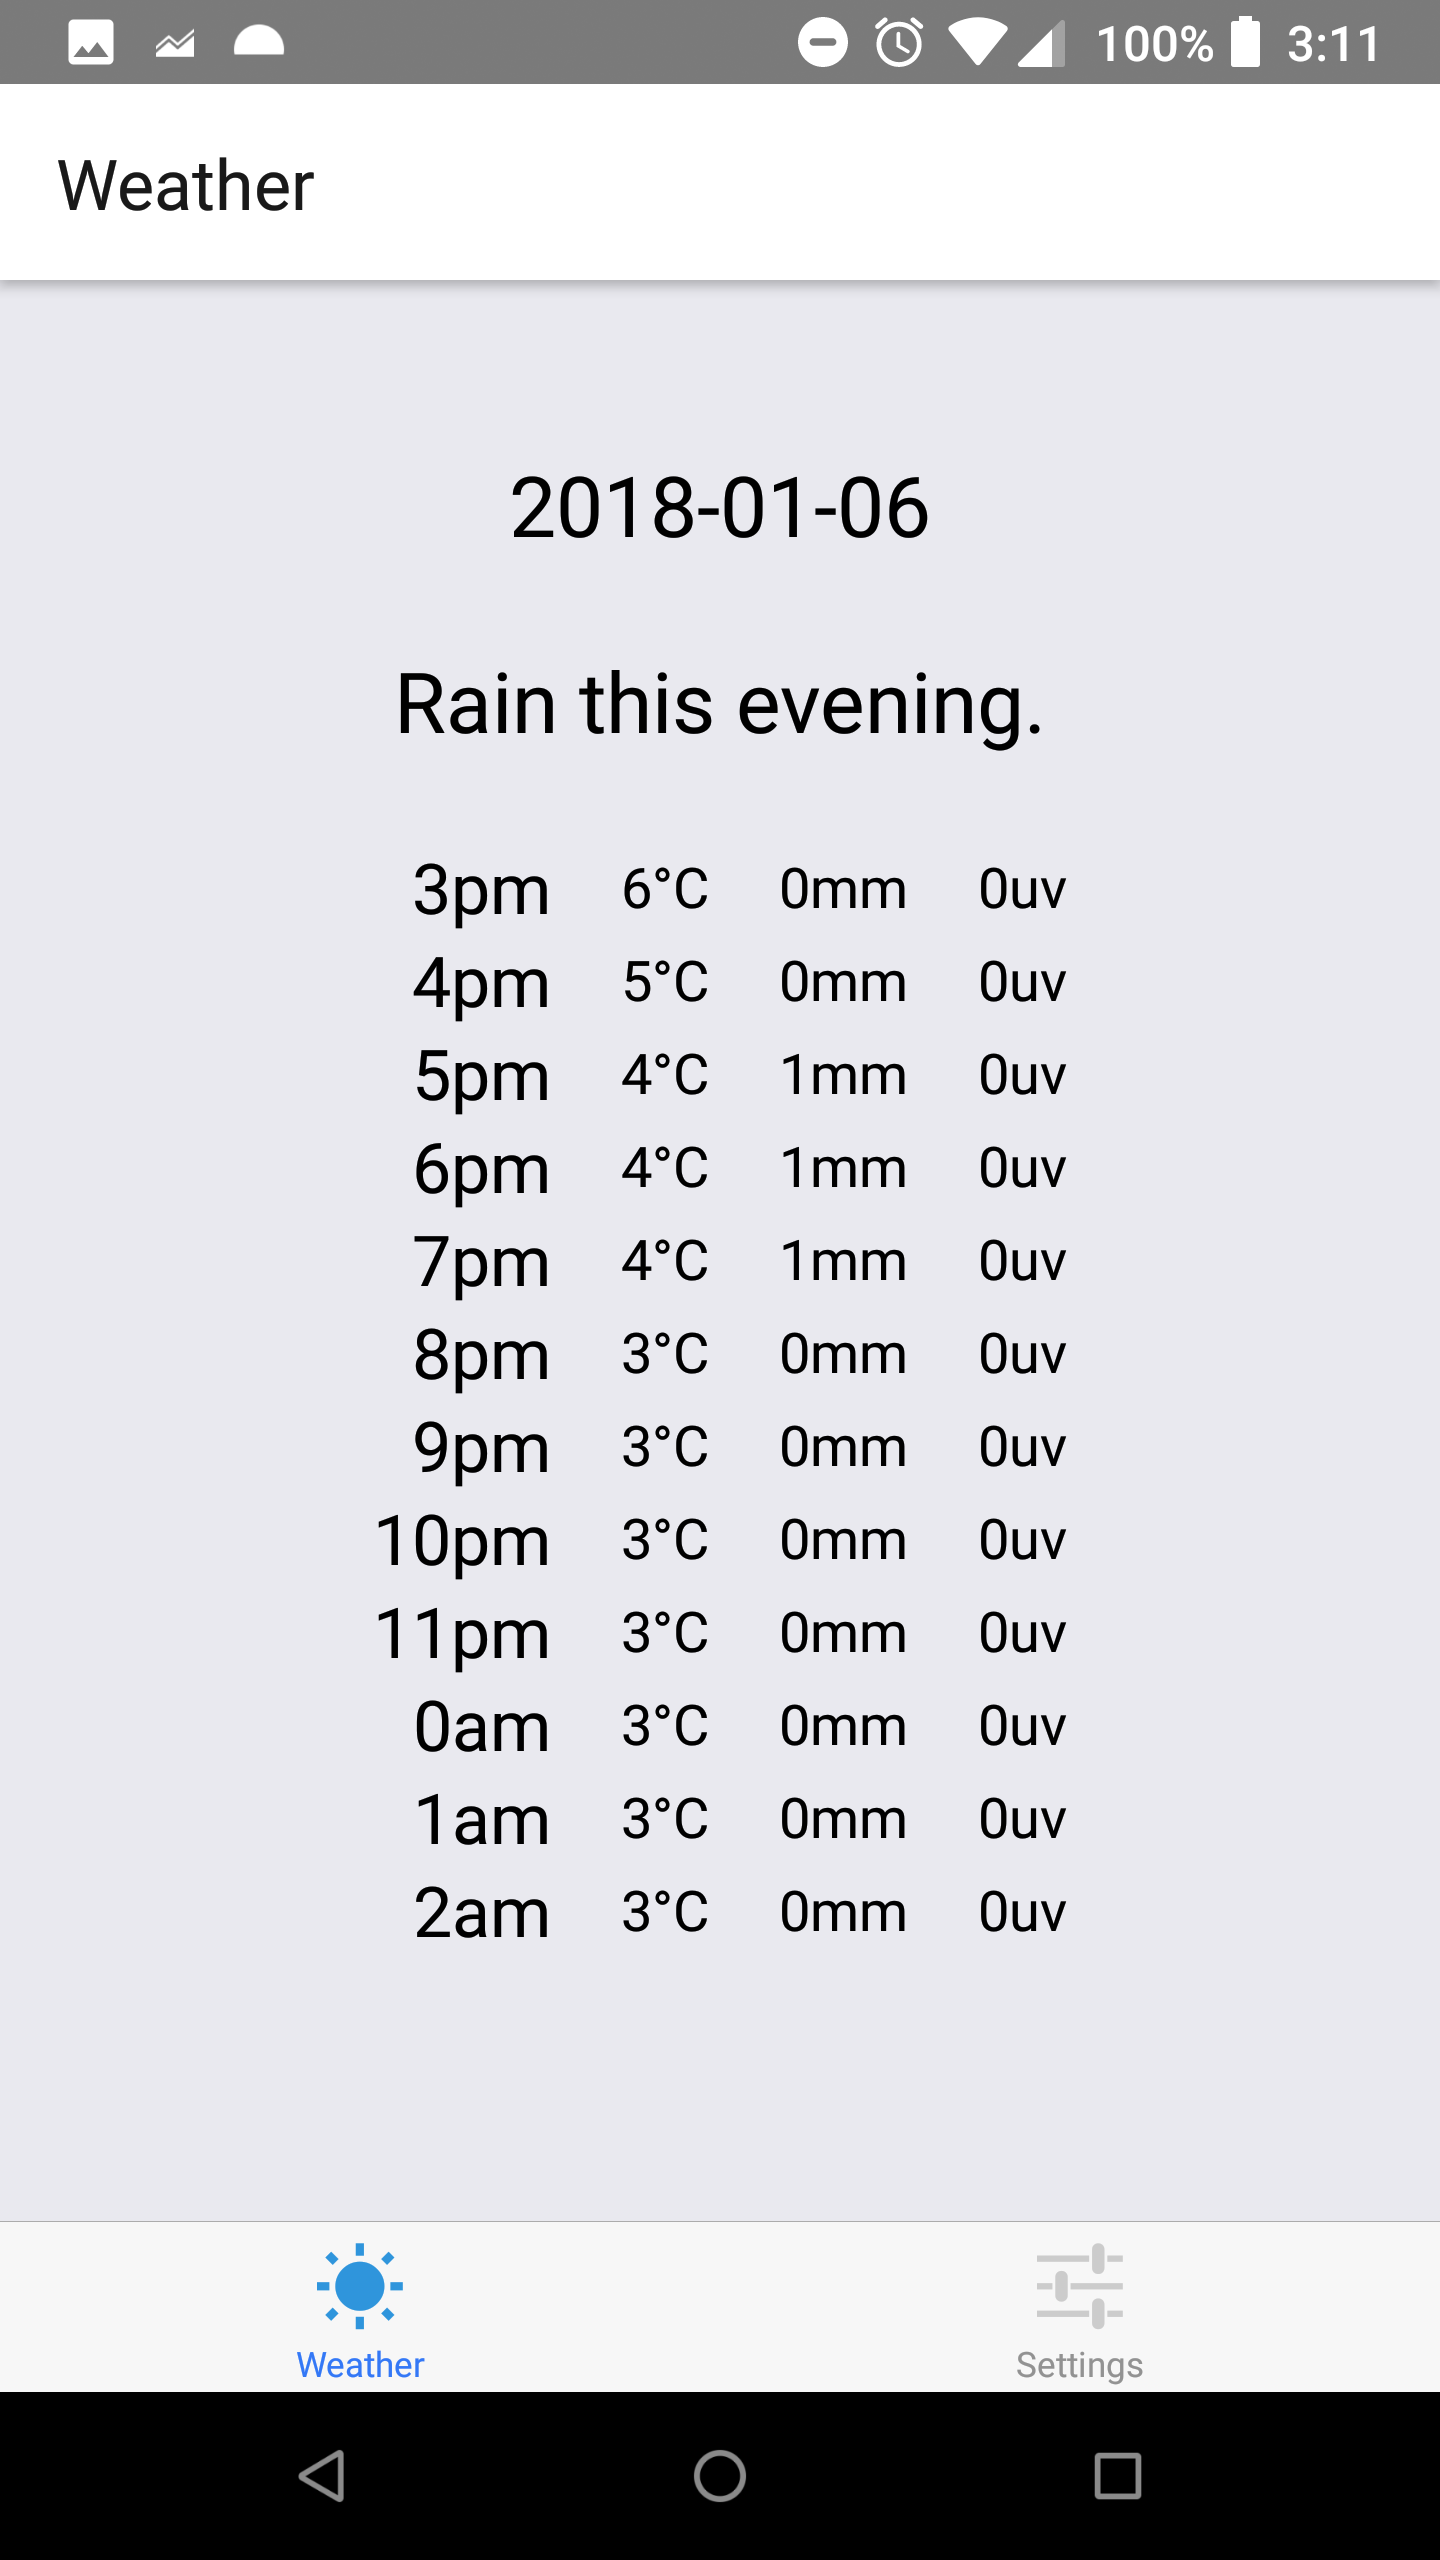 100% 3:11
Weather
2018-01-06
Rain this evening.
3pm 6°C 0mm 0uv
4pm 5°C 0mm 0uv
5pm 4°C 1mm 0uv
6pm 4°C 1mm 0uv
7pm 4°C 1mm 0uv
8pm 3°C 0mm 0uv
9pm 3°C 0mm 0uv
10pm 3°C 0mm 0uv
11pm 3°C 0mm 0uv
0am 3°C 0mm 0uv
1am 3°C 0mm 0uv
2am 3°C 0mm 0uv
Weather Settings